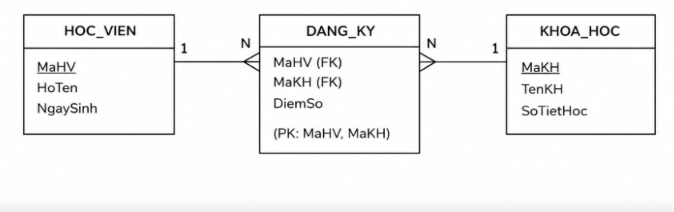 HOC_VIEN
MaHV
HoTen
NgaySinh
1
N
DANG_KY
MaHV (FK)
MaKH (FK)
DiemSo
(PK: MaHV, MaKH)
N
1
KHOA_HOC
MaKH
TenKH
SoTietHoc